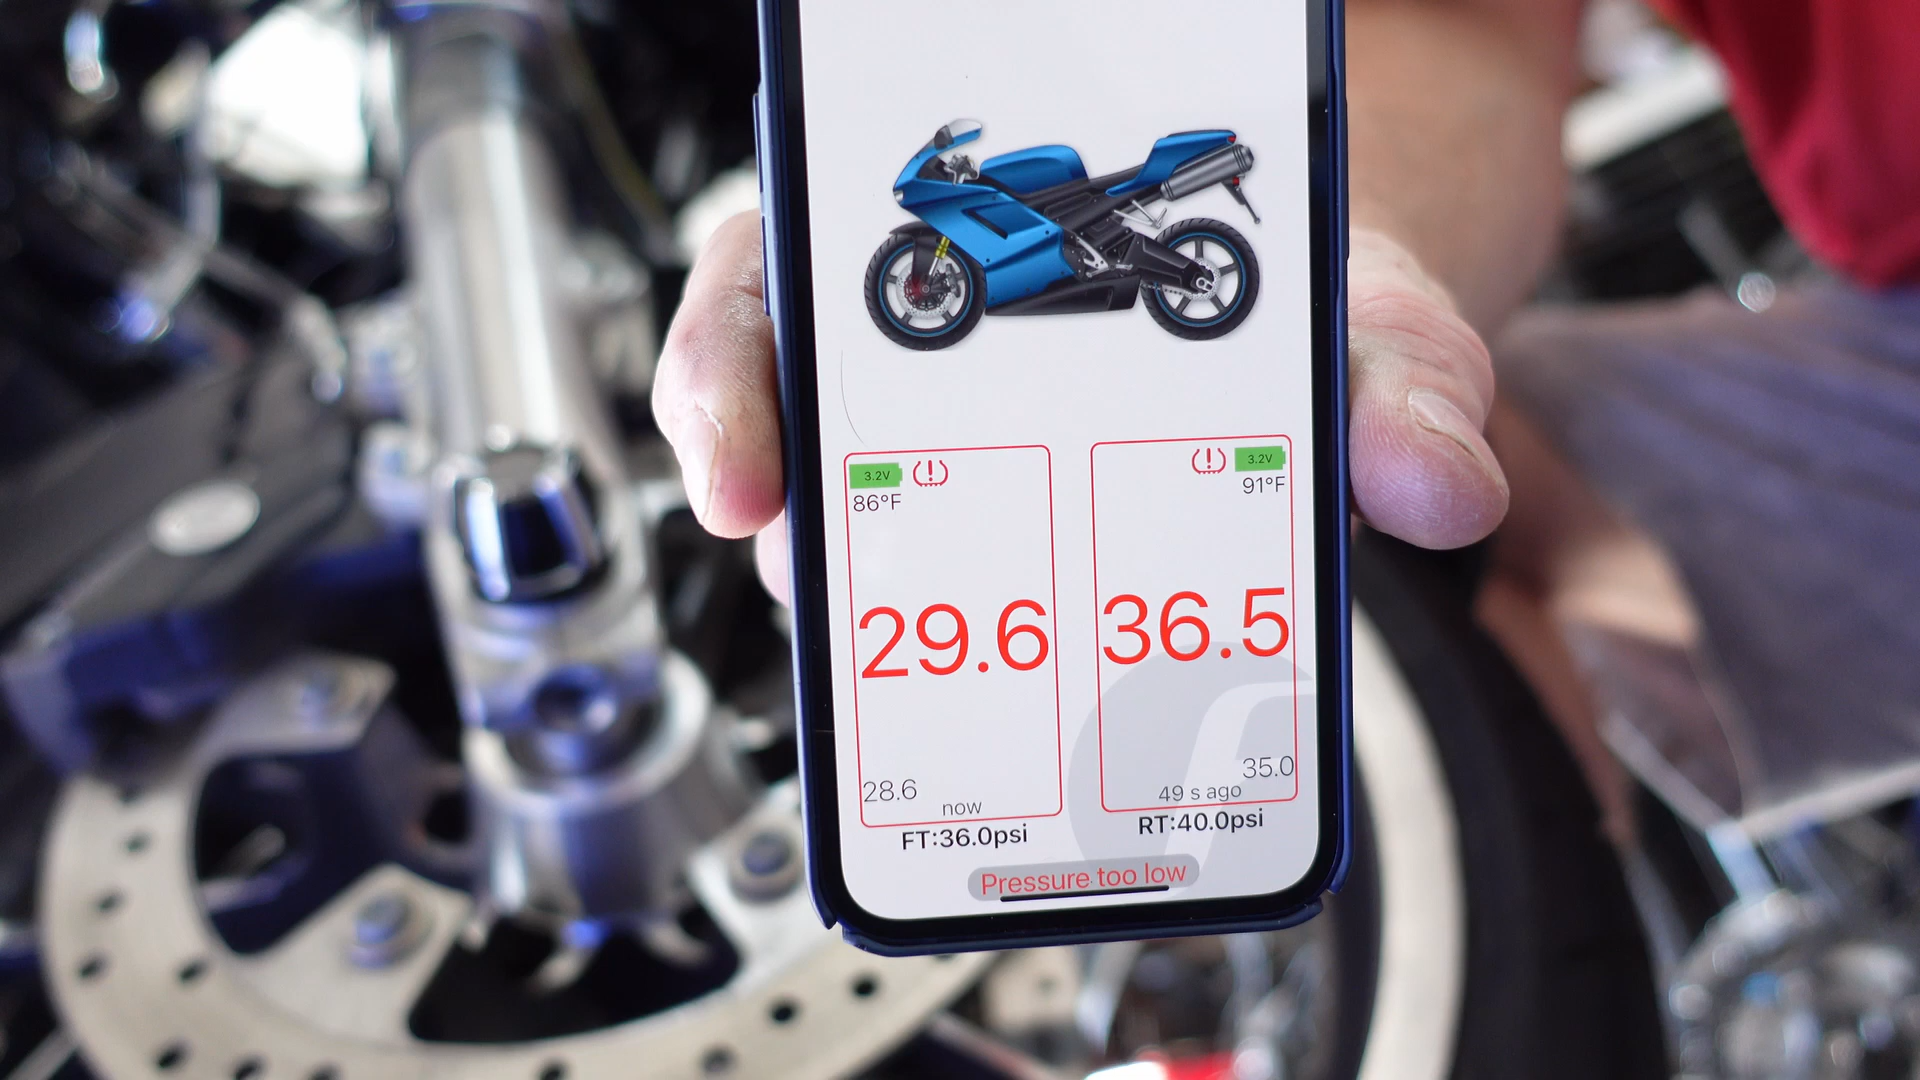 3.2V
86°F
29.6
28.6
now
FT:36.0psi
3.2V
91°F
36.5
35.0
49 s ago
RT:40.0psi
Pressure too low